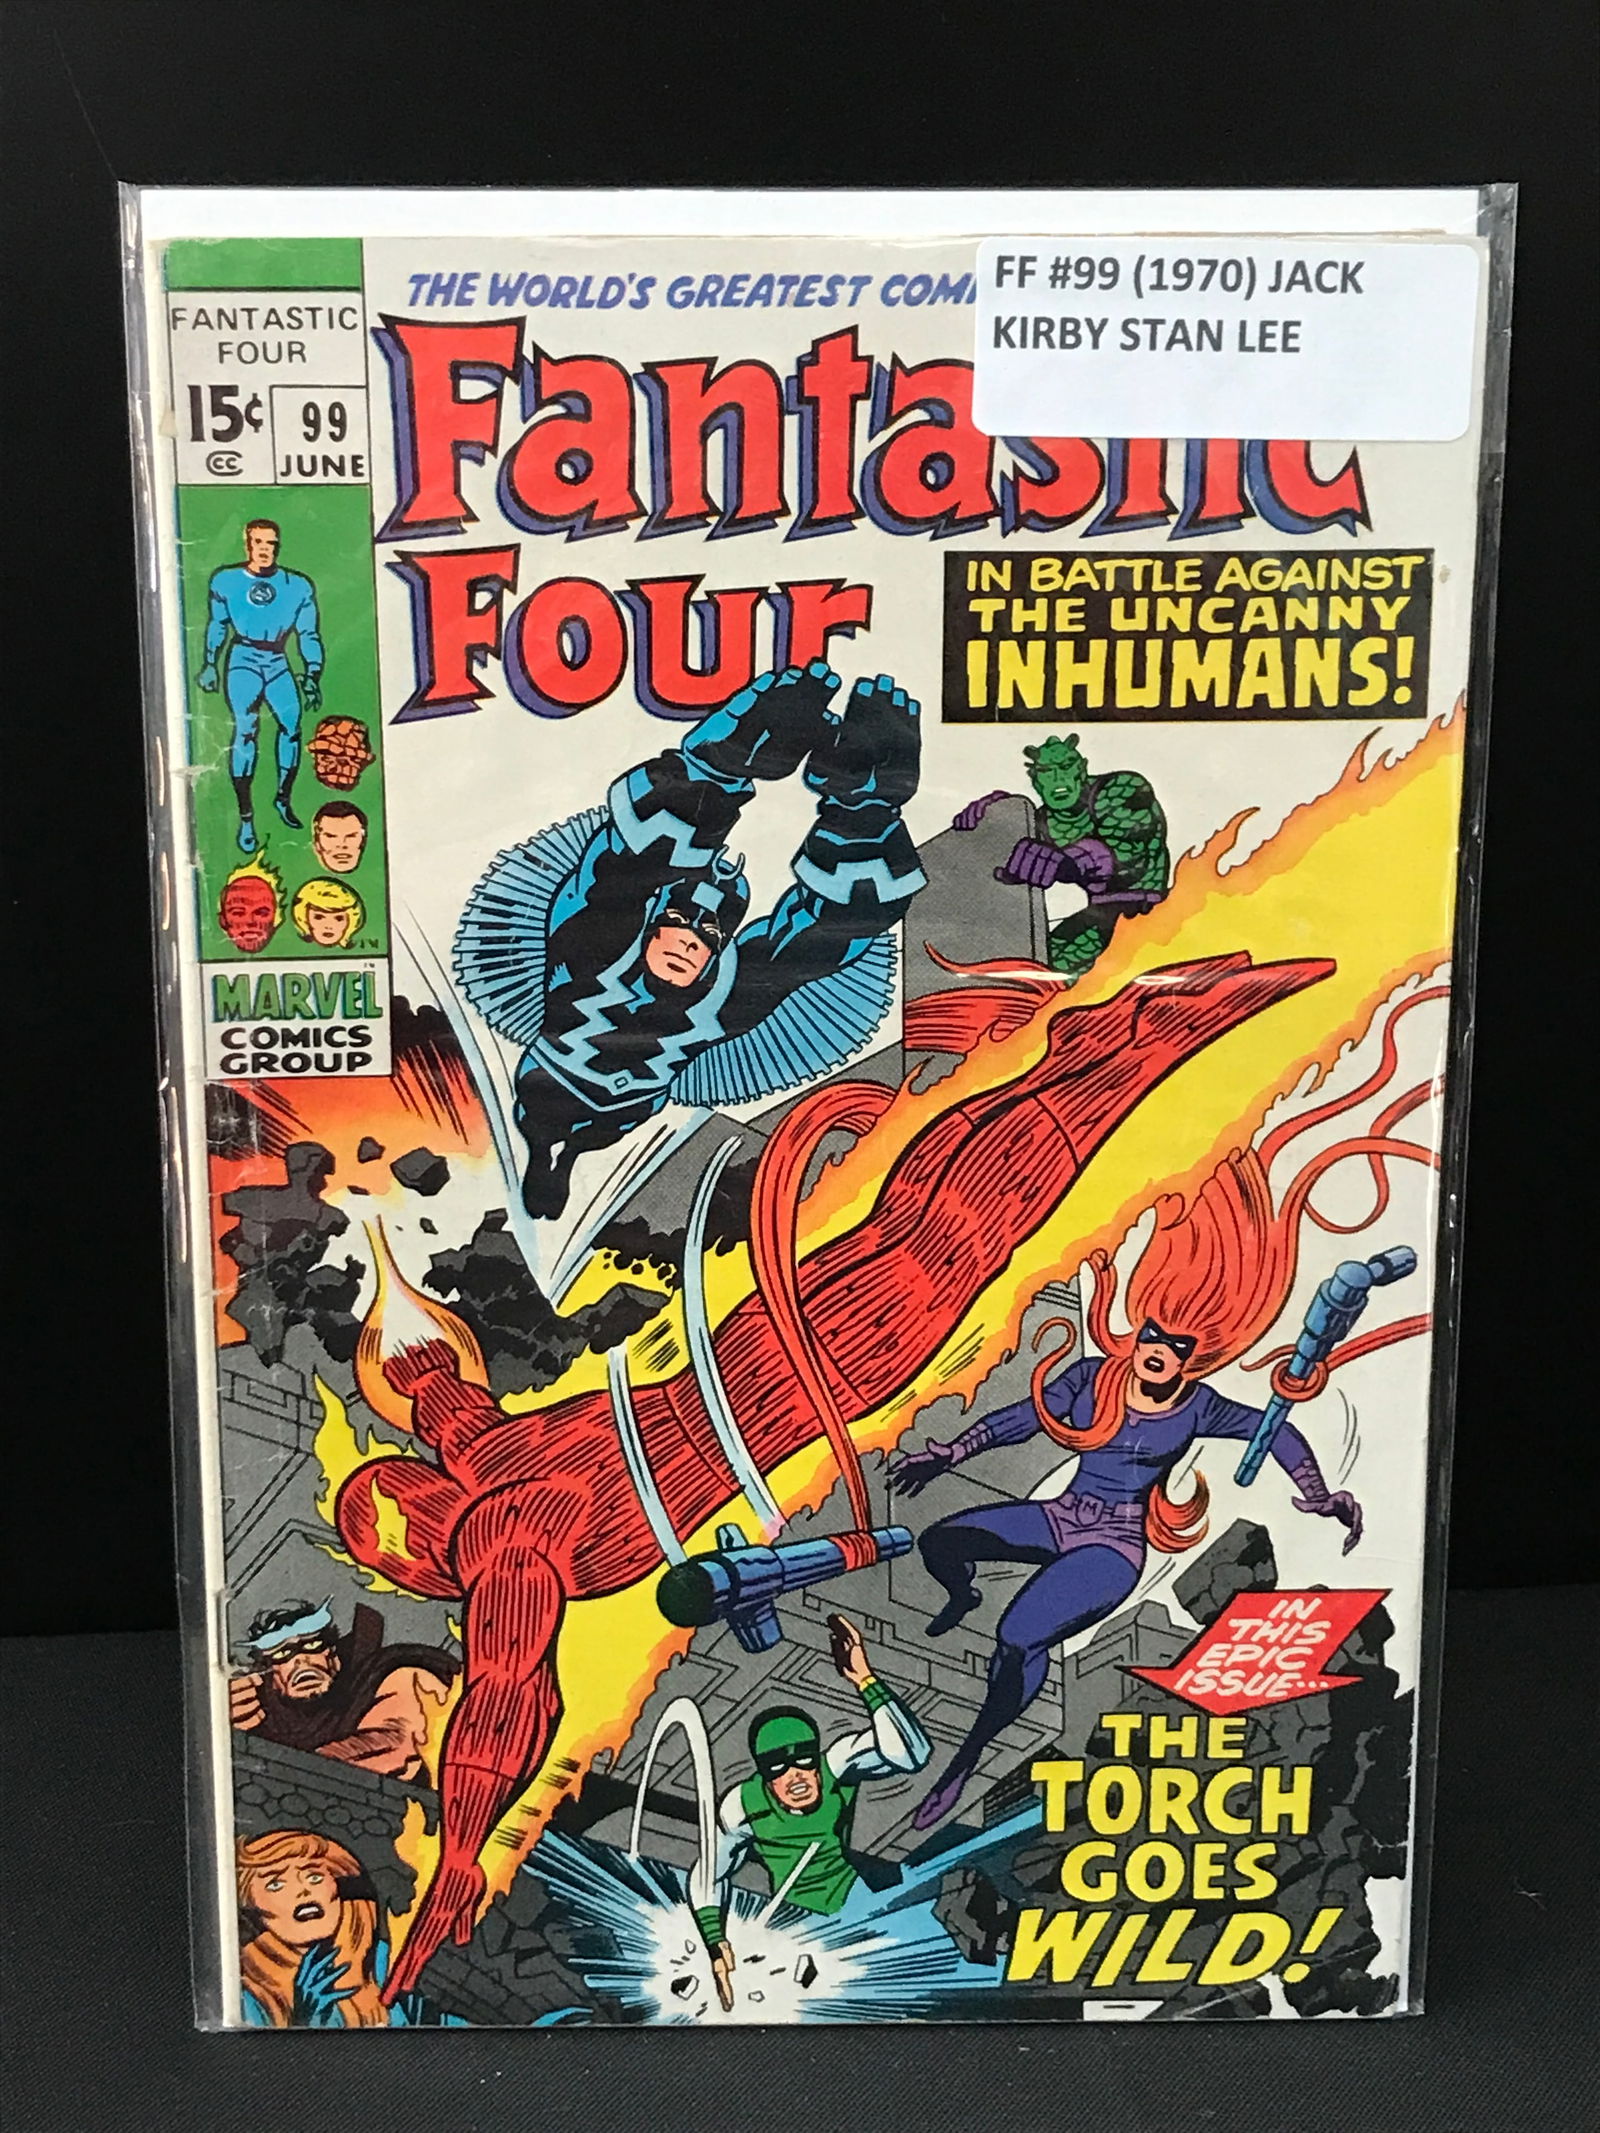 FF #99 (1970) JACK
KIRBY STAN LEE
THE WORLD'S GREATEST
FANTASTIC
FOUR
15¢
CC
99
JUNE
Fantastic
Four
IN BATTLE AGAINST
THE UNCANNY
INHUMANS!
MARVEL
COMICS
GROUP
IN
THIS
EPIC
ISSUE...
THE
TORCH
GOES
WILD!